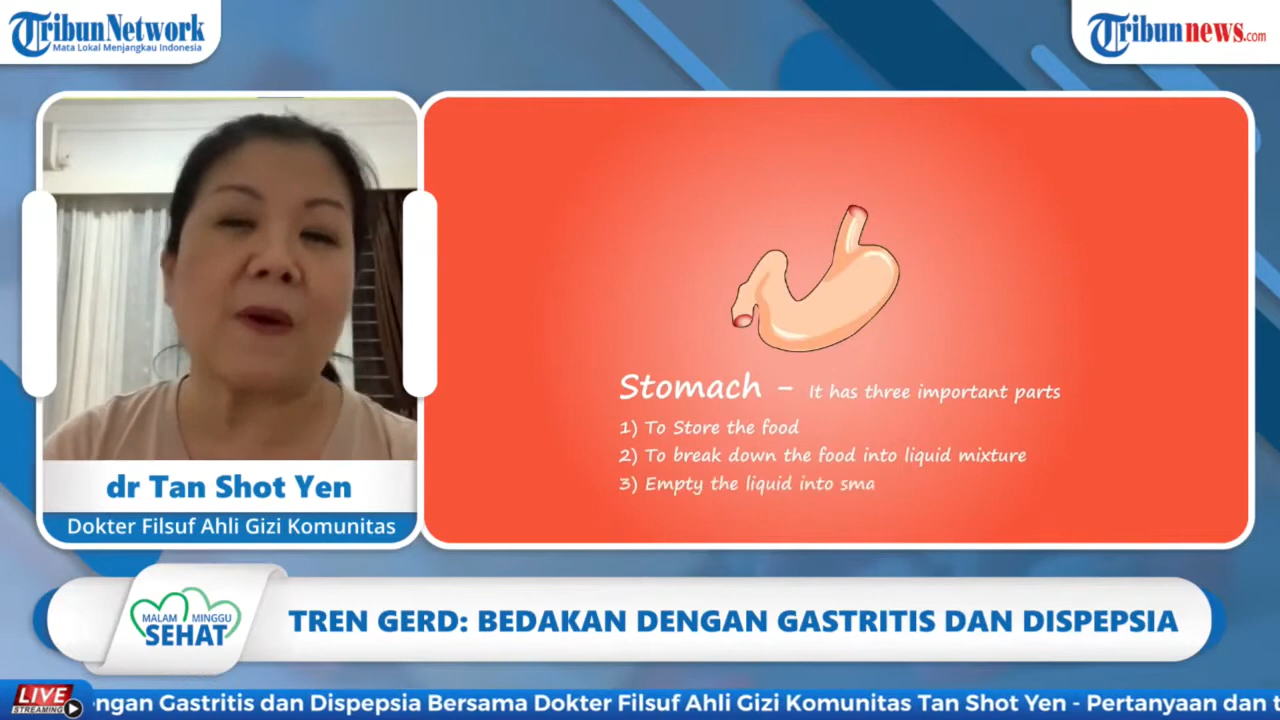 TribunNetwork
Mata Lokal Menjangkau Indonesia
Tribunnews.com
Stomach - It has three important parts
1) To Store the food
2) To break down the food into liquid mixture
3) Empty the liquid into sma
dr Tan Shot Yen
Dokter Filsuf Ahli Gizi Komunitas
MALAM MINGGU
SEHAT
TREN GERD: BEDAKAN DENGAN GASTRITIS DAN DISPEPSIA
LIVE
STREAMING
engan Gastritis dan Dispepsia Bersama Dokter Filsuf Ahli Gizi Komunitas Tan Shot Yen - Pertanyaan dan t